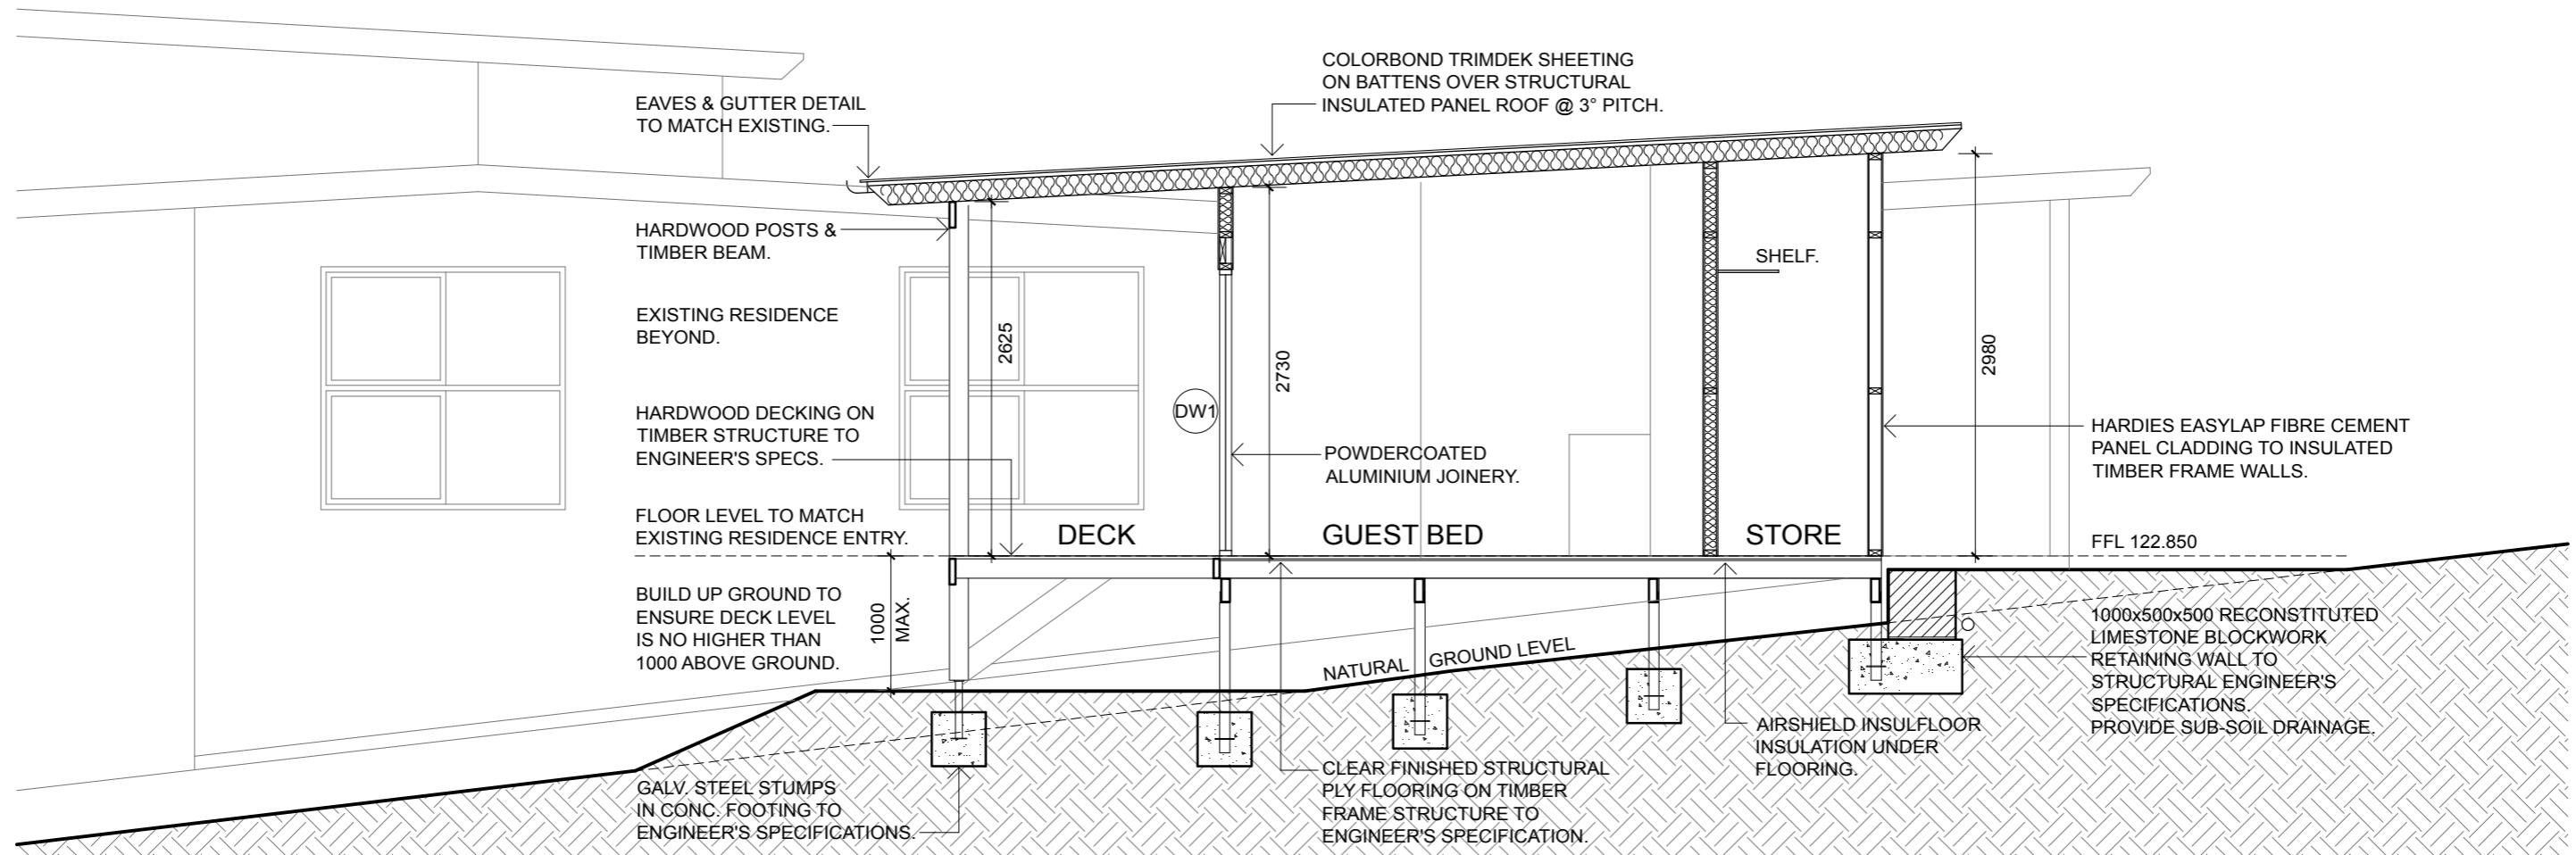 COLORBOND TRIMDEK SHEETING
ON BATTENS OVER STRUCTURAL
INSULATED PANEL ROOF @ 3° PITCH.
EAVES & GUTTER DETAIL
TO MATCH EXISTING.
HARDWOOD POSTS &
TIMBER BEAM.
SHELF.
EXISTING RESIDENCE
BEYOND.
2625
2730
2980
HARDWOOD DECKING ON
TIMBER STRUCTURE TO
ENGINEER'S SPECS.
DW1
POWDERCOATED
ALUMINIUM JOINERY.
HARDIES EASYLAP FIBRE CEMENT
PANEL CLADDING TO INSULATED
TIMBER FRAME WALLS.
FLOOR LEVEL TO MATCH
EXISTING RESIDENCE ENTRY.
DECK
GUEST BED
STORE
FFL 122.850
BUILD UP GROUND TO
ENSURE DECK LEVEL
IS NO HIGHER THAN
1000 ABOVE GROUND.
1000
MAX.
NATURAL GROUND LEVEL
1000x500x500 RECONSTITUTED
LIMESTONE BLOCKWORK
RETAINING WALL TO
STRUCTURAL ENGINEER'S
SPECIFICATIONS.
PROVIDE SUB-SOIL DRAINAGE.
GALV. STEEL STUMPS
IN CONC. FOOTING TO
ENGINEER'S SPECIFICATIONS.
CLEAR FINISHED STRUCTURAL
PLY FLOORING ON TIMBER
FRAME STRUCTURE TO
ENGINEER'S SPECIFICATION.
AIRSHIELD INSULFLOOR
INSULATION UNDER
FLOORING.